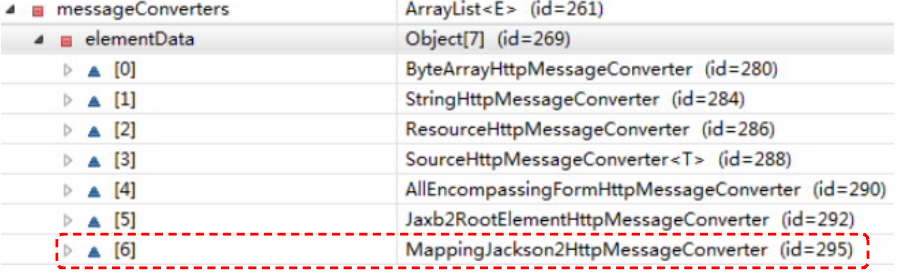 messageConverters ArrayList<E> (id=261)
elementData Object[7] (id=269)
[0] ByteArrayHttpMessageConverter (id=280)
[1] StringHttpMessageConverter (id=284)
[2] ResourceHttpMessageConverter (id=286)
[3] SourceHttpMessageConverter<T> (id=288)
[4] AllEncompassingFormHttpMessageConverter (id=290)
[5] Jaxb2RootElementHttpMessageConverter (id=292)
[6] MappingJackson2HttpMessageConverter (id=295)